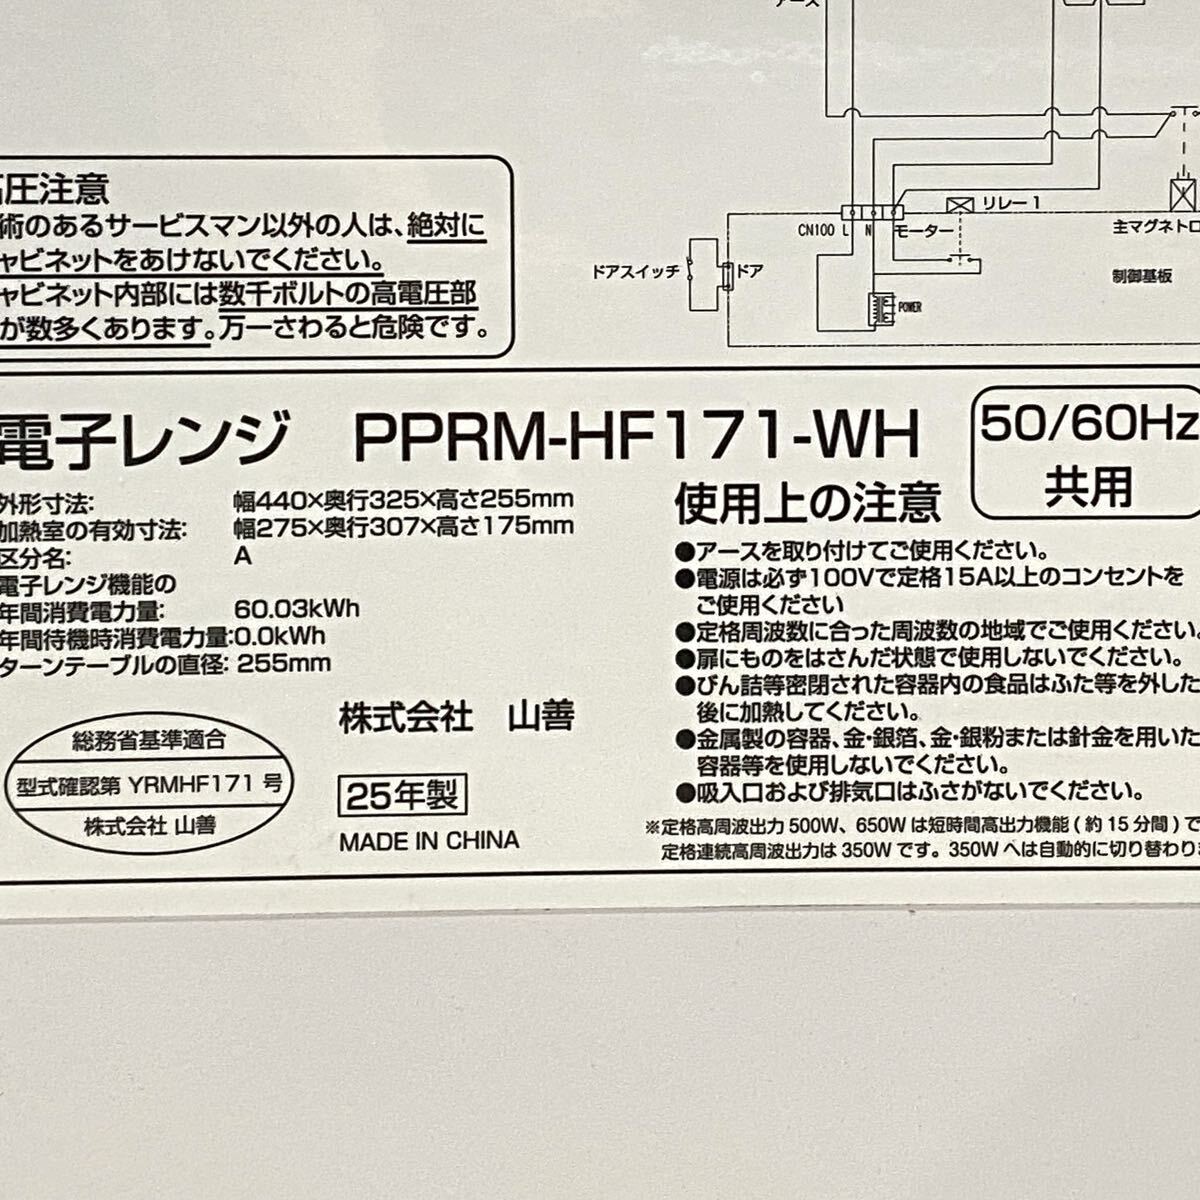 アース
圧注意
術のあるサービスマン以外の人は、絶対に
ャビネットをあけないでください。
ャビネット内部には数千ボルトの高電圧部
が数多くあります。万一さわると危険です。
リレー1
CN100 L N モーター
主マグネトロ
ドアスイッチ ドア
制御基板
POWER
電子レンジ PPRM-HF171-WH
50/60Hz
共用
外形寸法: 幅440×奥行325×高さ255mm
加熱室の有効寸法: 幅275×奥行307×高さ175mm
区分名: A
電子レンジ機能の
年間消費電力量: 60.03kWh
年間待機時消費電力量:0.0kWh
ターンテーブルの直径: 255mm
株式会社 山善
総務省基準適合
型式確認第 YRMHF171 号
株式会社 山善
25年製
MADE IN CHINA
使用上の注意
●アースを取り付けてご使用ください。
●電源は必ず100Vで定格15A以上のコンセントを
ご使用ください
●定格周波数に合った周波数の地域でご使用ください。
●扉にものをはさんだ状態で使用しないでください。
●びん詰等密閉された容器内の食品はふた等を外した
後に加熱してください。
●金属製の容器、金・銀箔、金・銀粉または針金を用いた
容器等を使用しないでください。
●吸入口および排気口はふさがないでください。
※定格高周波出力500W、650Wは短時間高出力機能(約15分間)で
定格連続高周波出力は350Wです。350Wへは自動的に切り替わりま